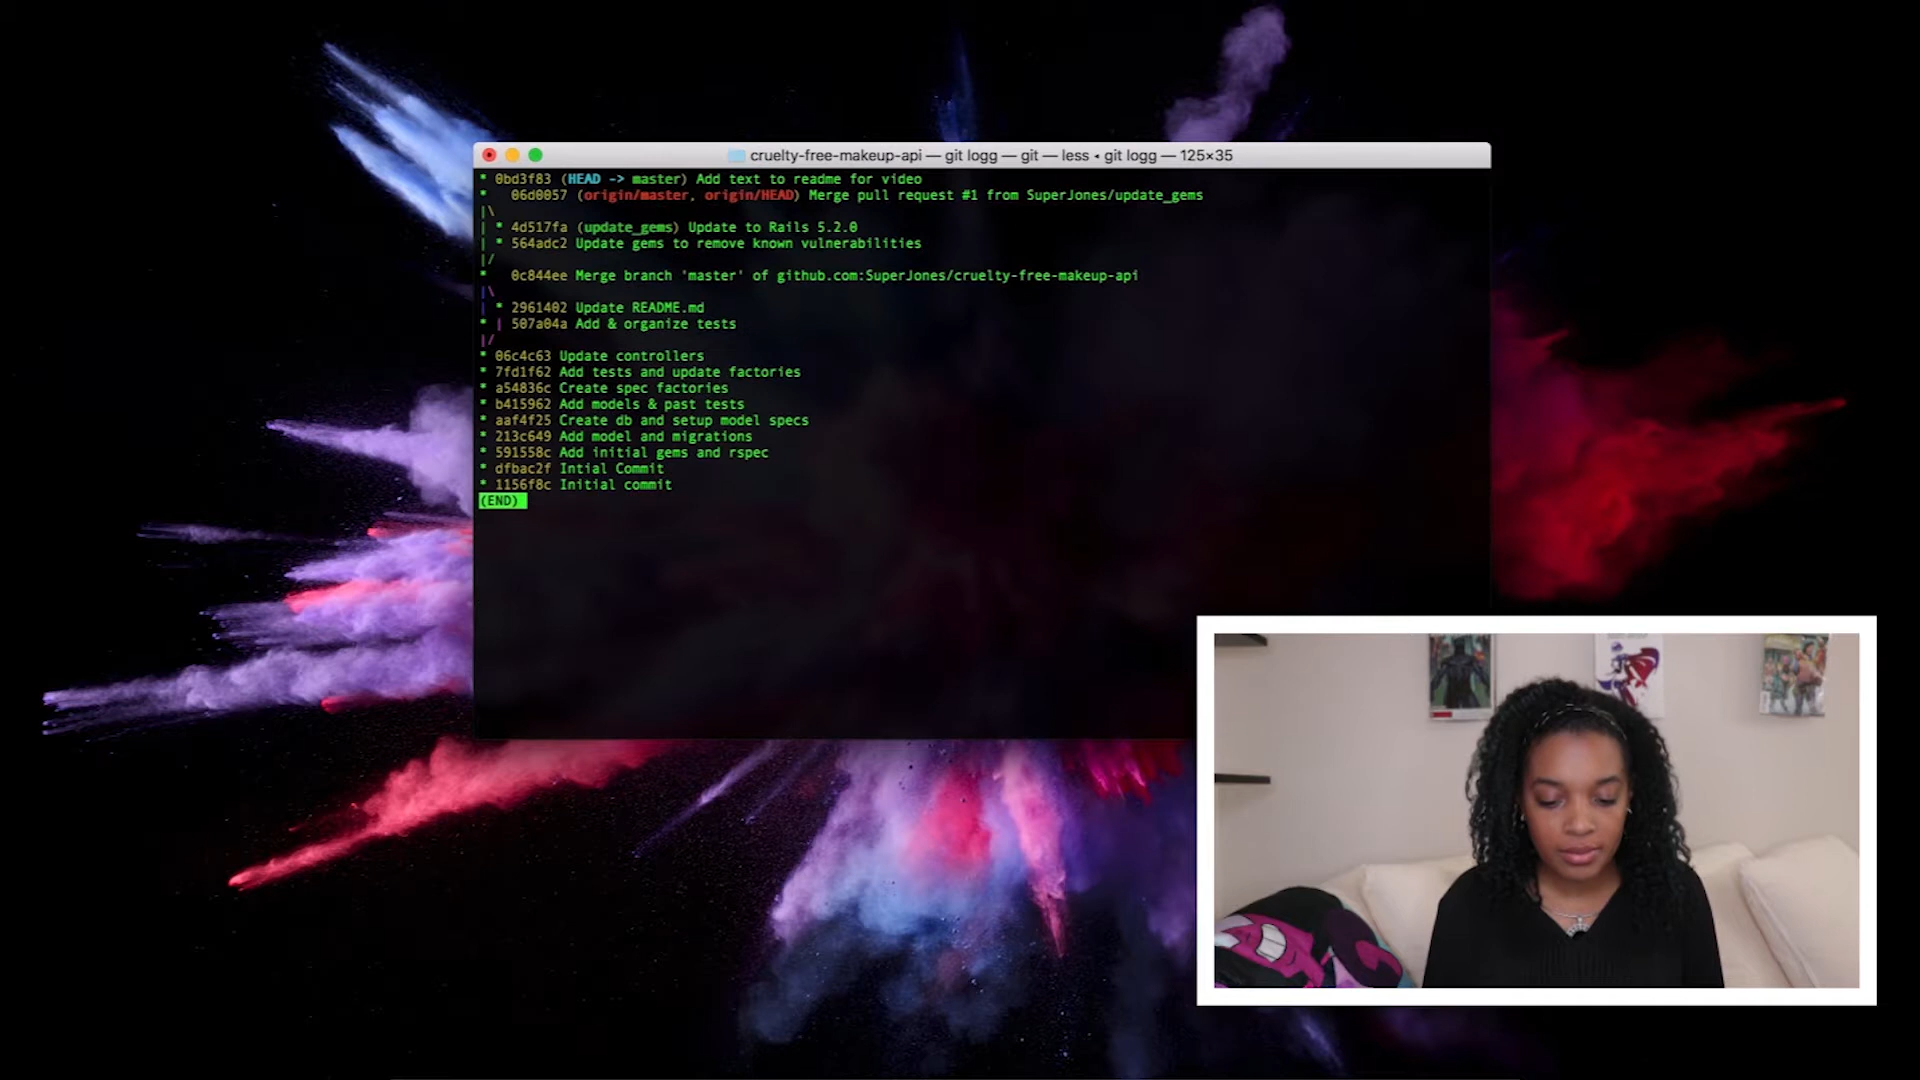 cruelty-free-makeup-api — git logg — git — less ◂ git logg — 125×35
* 0bd3f83 (HEAD -> master) Add text to readme for video
*   06d0057 (origin/master, origin/HEAD) Merge pull request #1 from SuperJones/update_gems
|\
| * 4d517fa (update_gems) Update to Rails 5.2.0
| * 564adc2 Update gems to remove known vulnerabilities
|/
*   0c844ee Merge branch 'master' of github.com:SuperJones/cruelty-free-makeup-api
|\
| * 2961402 Update README.md
* | 507a04a Add & organize tests
|/
* 06c4c63 Update controllers
* 7fd1f62 Add tests and update factories
* a54836c Create spec factories
* b415962 Add models & past tests
* aaf4f25 Create db and setup model specs
* 213c649 Add model and migrations
* 591558c Add initial gems and rspec
* dfbac2f Intial Commit
* 1156f8c Initial commit
(END)